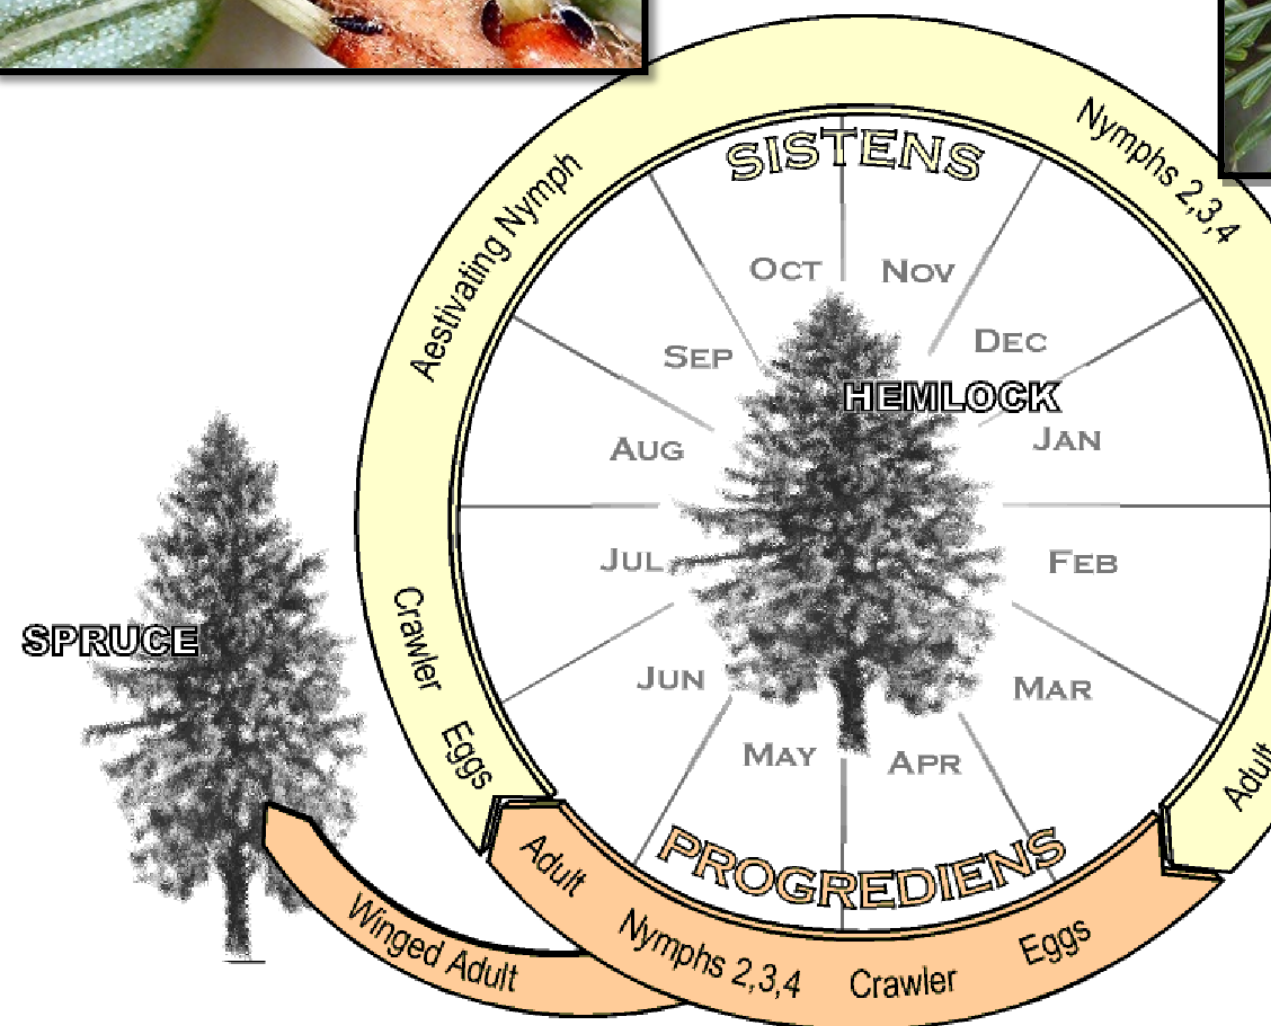 SISTENS
Nymphs 2,3,4
Aestivating Nymph
OCT
NOV
SEP
DEC
HEMLOCK
AUG
JAN
JUL
FEB
Crawler
SPRUCE
JUN
MAR
Eggs
MAY
APR
Adult
PROGREDIENS
Adult
Nymphs 2,3,4
Crawler
Eggs
Winged Adult